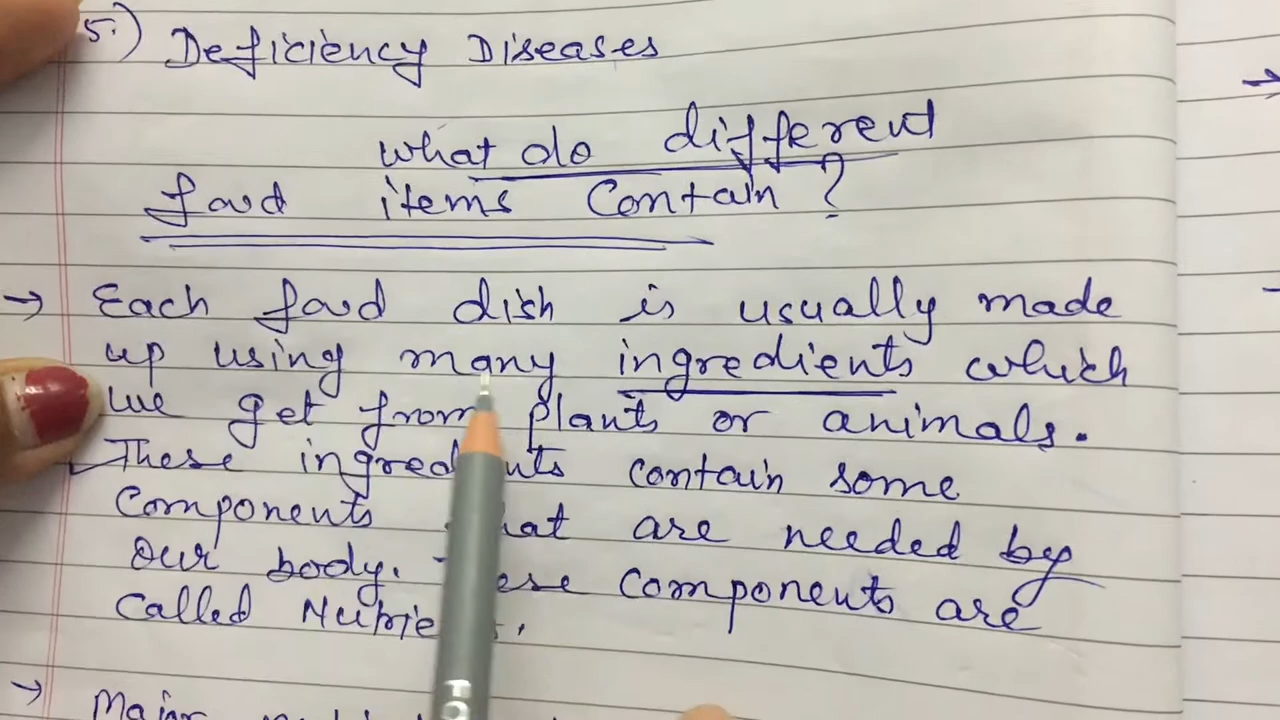 5.) Deficiency Diseases
What do different
food items Contain?
→ Each food dish is usually made
up using many ingredients which
we get from plants or animals.
These ingredients contain some
Components that are needed by
Our body. These Components are
Called Nutrients.
→ Major